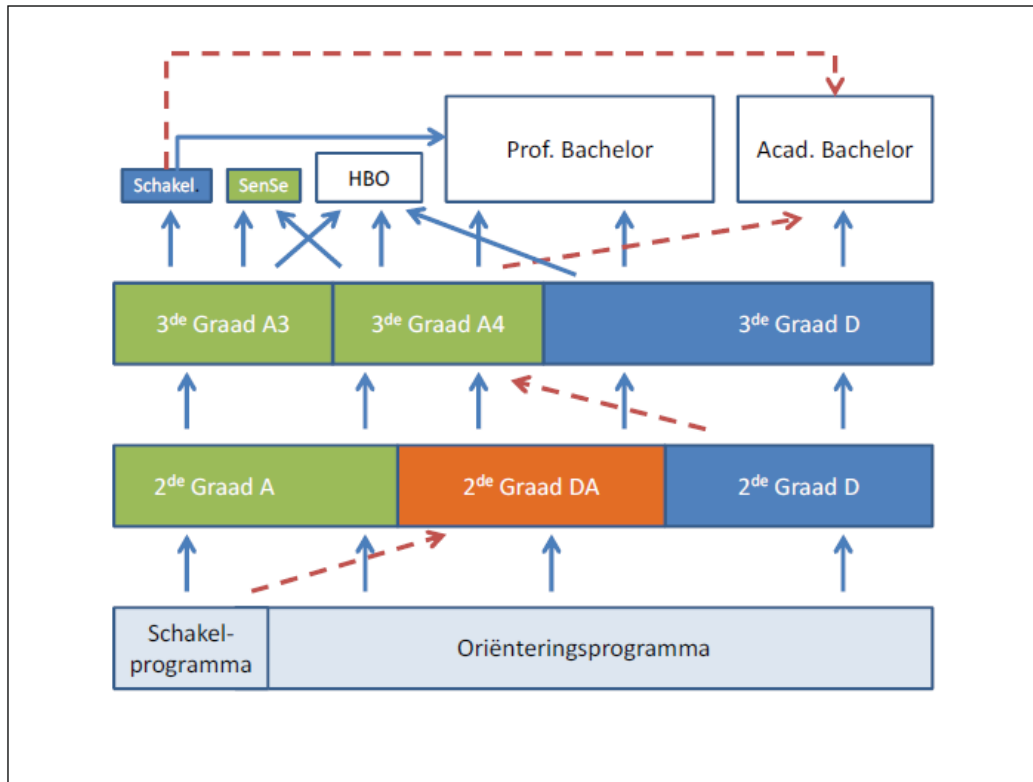 Prof. Bachelor
Acad. Bachelor
Schakel.
SenSe
HBO
3de Graad A3
3de Graad A4
3de Graad D
2de Graad A
2de Graad DA
2de Graad D
Schakel-
programma
Oriënteringsprogramma